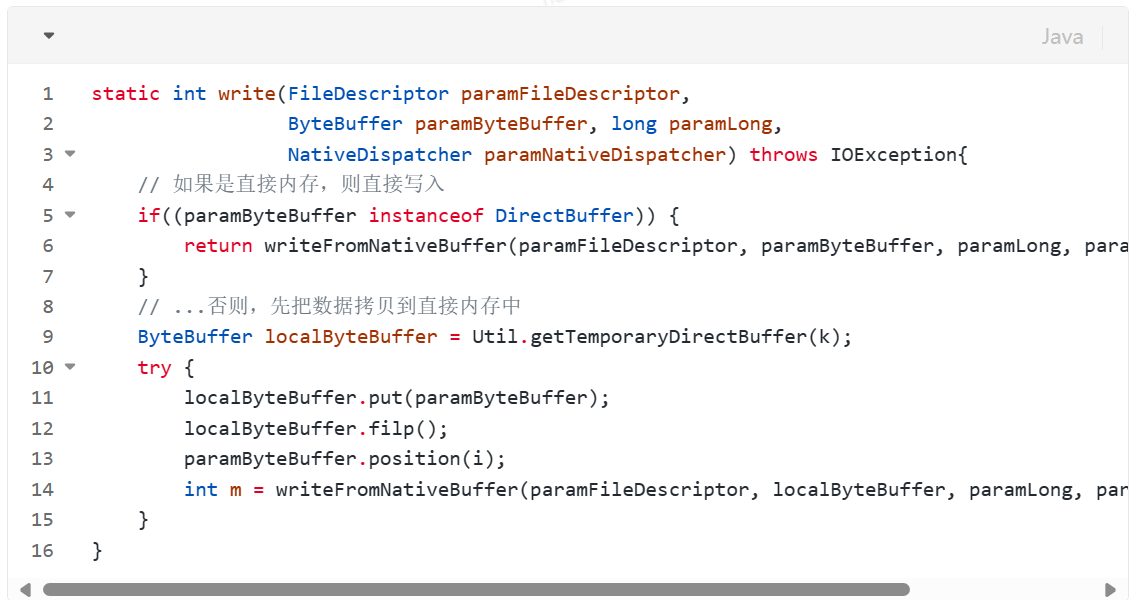 Java
1 static int write(FileDescriptor paramFileDescriptor,
2 ByteBuffer paramByteBuffer, long paramLong,
3 NativeDispatcher paramNativeDispatcher) throws IOException{
4 // 如果是直接内存，则直接写入
5 if((paramByteBuffer instanceof DirectBuffer)) {
6 return writeFromNativeBuffer(paramFileDescriptor, paramByteBuffer, paramLong, para
7 }
8 // ...否则，先把数据拷贝到直接内存中
9 ByteBuffer localByteBuffer = Util.getTemporaryDirectBuffer(k);
10 try {
11 localByteBuffer.put(paramByteBuffer);
12 localByteBuffer.filp();
13 paramByteBuffer.position(i);
14 int m = writeFromNativeBuffer(paramFileDescriptor, localByteBuffer, paramLong, par
15 }
16 }